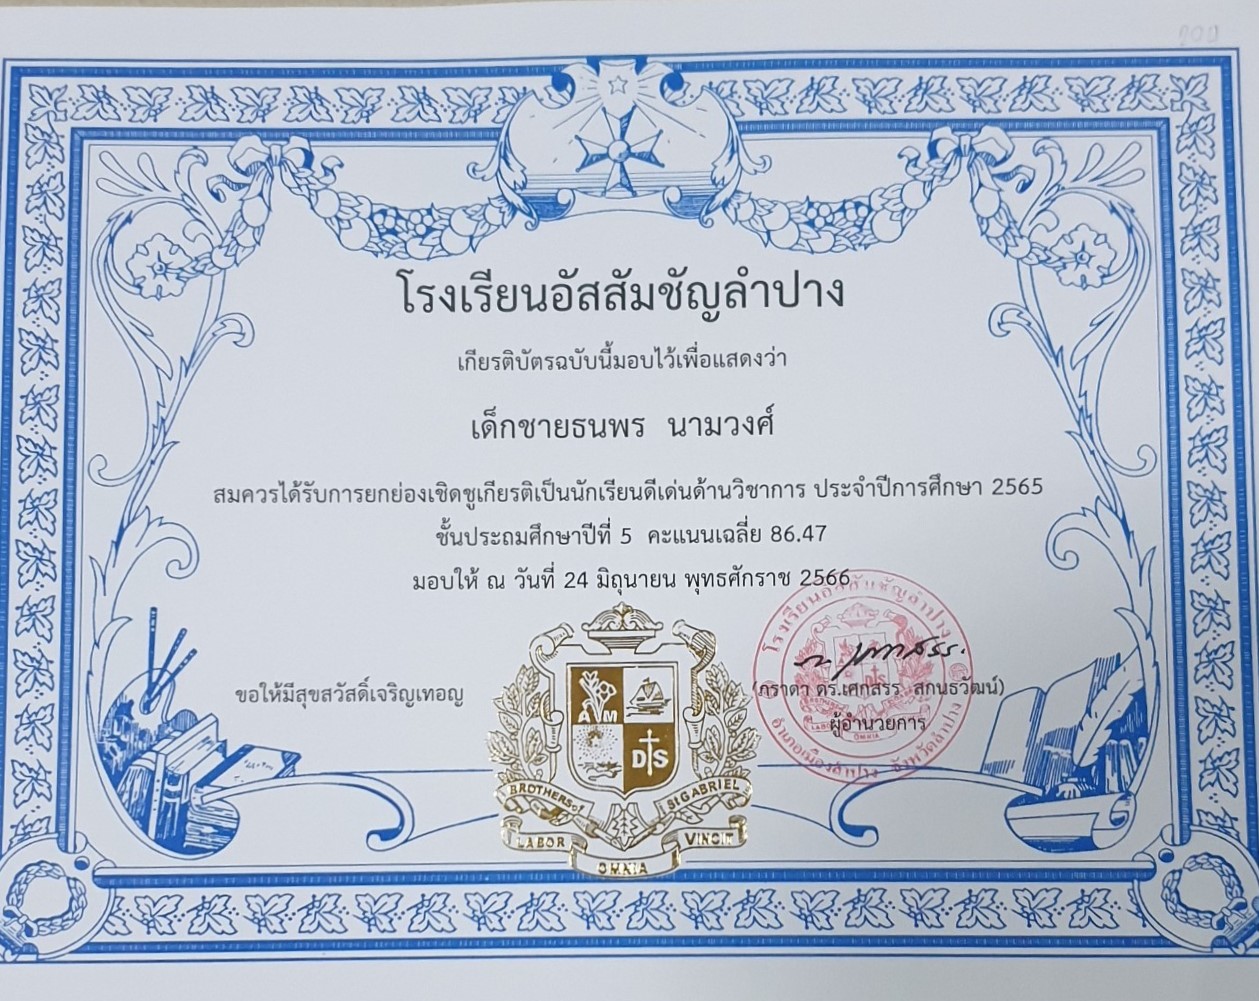 โรงเรียนอัสสัมชัญลำปาง
เกียรติบัตรฉบับนี้มอบไว้เพื่อแสดงว่า
เด็กชายธนพร นามวงศ์
สมควรได้รับการยกย่องเชิดชูเกียรติเป็นนักเรียนดีเด่นด้านวิชาการ ประจำปีการศึกษา 2565
ชั้นประถมศึกษาปีที่ 5 คะแนนเฉลี่ย 86.47
มอบให้ ณ วันที่ 24 มิถุนายน พุทธศักราช 2566
โรงเรียนอัสสัมชัญลำปาง
ขอให้มีสุขสวัสดิ์เจริญเทอญ
(ภราดา ดร.เศกสรร สกนธวัฒน์)
ผู้อำนวยการ
อำเภอเมืองลำปาง จังหวัดลำปาง
AM
DS
BROTHERS of St GABRIEL
LABOR OMNIA VINCIT